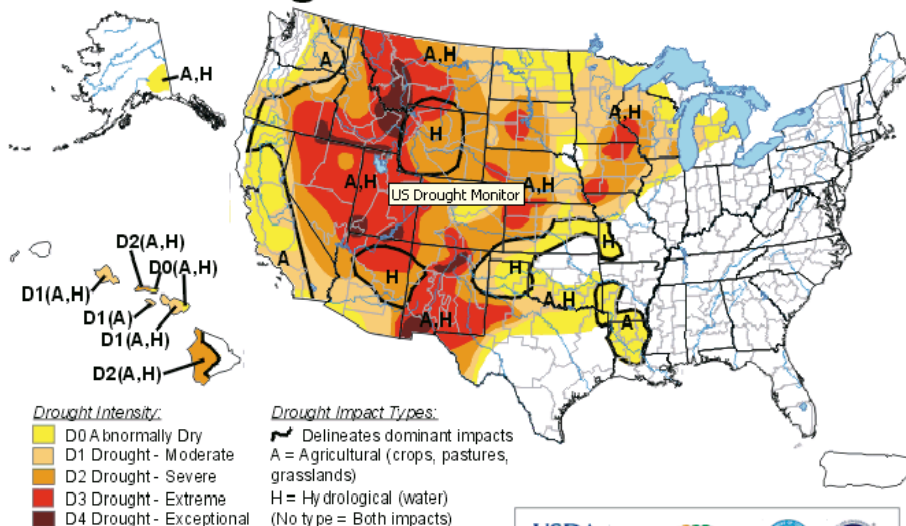 A,H
A
A,H
H
A,H
A,H
US Drought Monitor
A,H
D2(A,H)
D0(A,H)
D1(A,H)
D1(A)
D1(A,H)
D2(A,H)
A
H
H
H
A,H
A
A,H
Drought Intensity:
D0 Abnormally Dry
D1 Drought - Moderate
D2 Drought - Severe
D3 Drought - Extreme
D4 Drought - Exceptional
Drought Impact Types:
Delineates dominant impacts
A = Agricultural (crops, pastures,
grasslands)
H = Hydrological (water)
(No type = Both impacts)
USDA